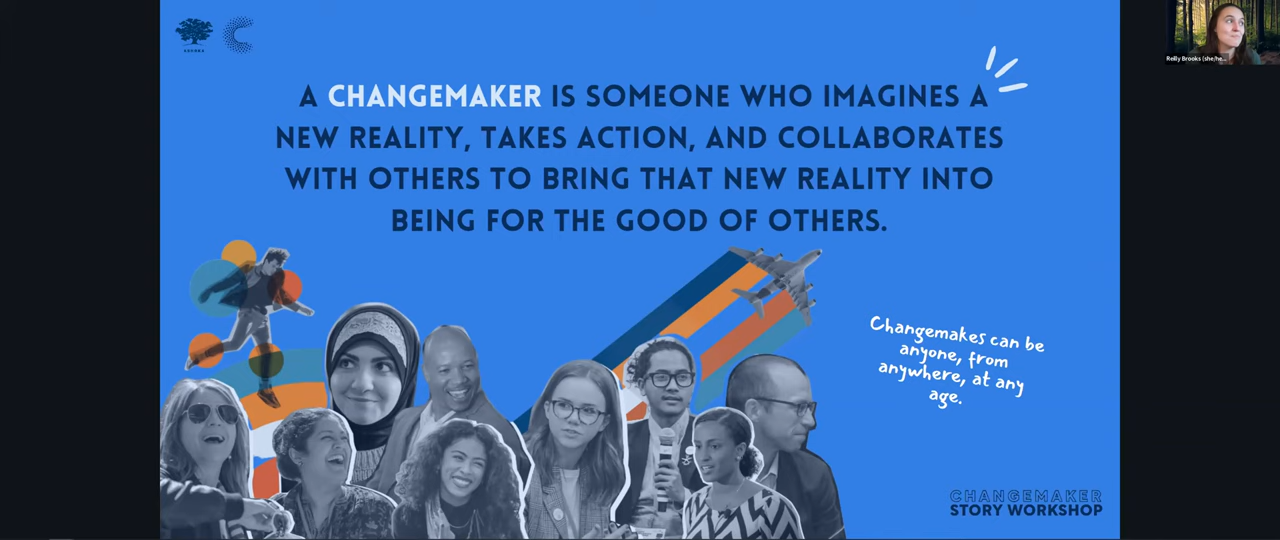 ASHOKA
A CHANGEMAKER IS SOMEONE WHO IMAGINES A
NEW REALITY, TAKES ACTION, AND COLLABORATES
WITH OTHERS TO BRING THAT NEW REALITY INTO
BEING FOR THE GOOD OF OTHERS.
Changemakes can be
anyone, from
anywhere, at any
age.
CHANGEMAKER
STORY WORKSHOP
Reilly Brooks (she/he...